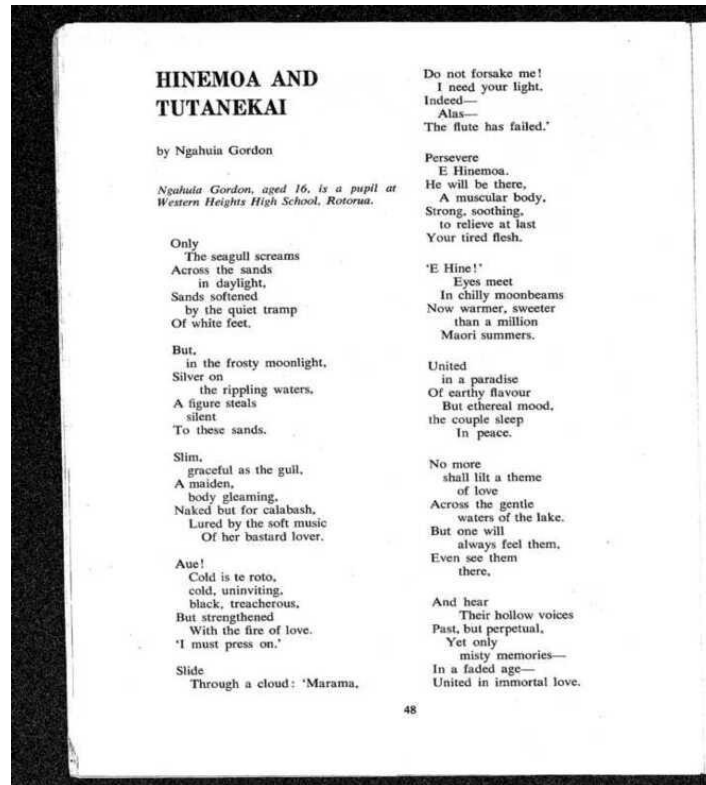 HINEMOA AND
TUTANEKAI
by Ngahuia Gordon
Ngahuia Gordon, aged 16, is a pupil at
Western Heights High School, Rotorua.
Only
The seagull screams
Across the sands
in daylight,
Sands softened
by the quiet tramp
Of white feet.
But,
in the frosty moonlight,
Silver on
the rippling waters,
A figure steals
silent
To these sands.
Slim,
graceful as the gull,
A maiden,
body gleaming,
Naked but for calabash,
Lured by the soft music
Of her bastard lover.
Aue!
Cold is te roto,
cold, uninviting,
black, treacherous,
But strengthened
With the fire of love.
'I must press on.'
Slide
Through a cloud: 'Marama,
Do not forsake me!
I need your light.
Indeed—
Alas—
The flute has failed.'
Persevere
E Hinemoa.
He will be there,
A muscular body,
Strong, soothing,
to relieve at last
Your tired flesh.
'E Hine!'
Eyes meet
In chilly moonbeams
Now warmer, sweeter
than a million
Maori summers.
United
in a paradise
Of earthy flavour
But ethereal mood,
the couple sleep
In peace.
No more
shall lilt a theme
of love
Across the gentle
waters of the lake.
But one will
always feel them,
Even see them
there,
And hear
Their hollow voices
Past, but perpetual,
Yet only
misty memories—
In a faded age—
United in immortal love.
48